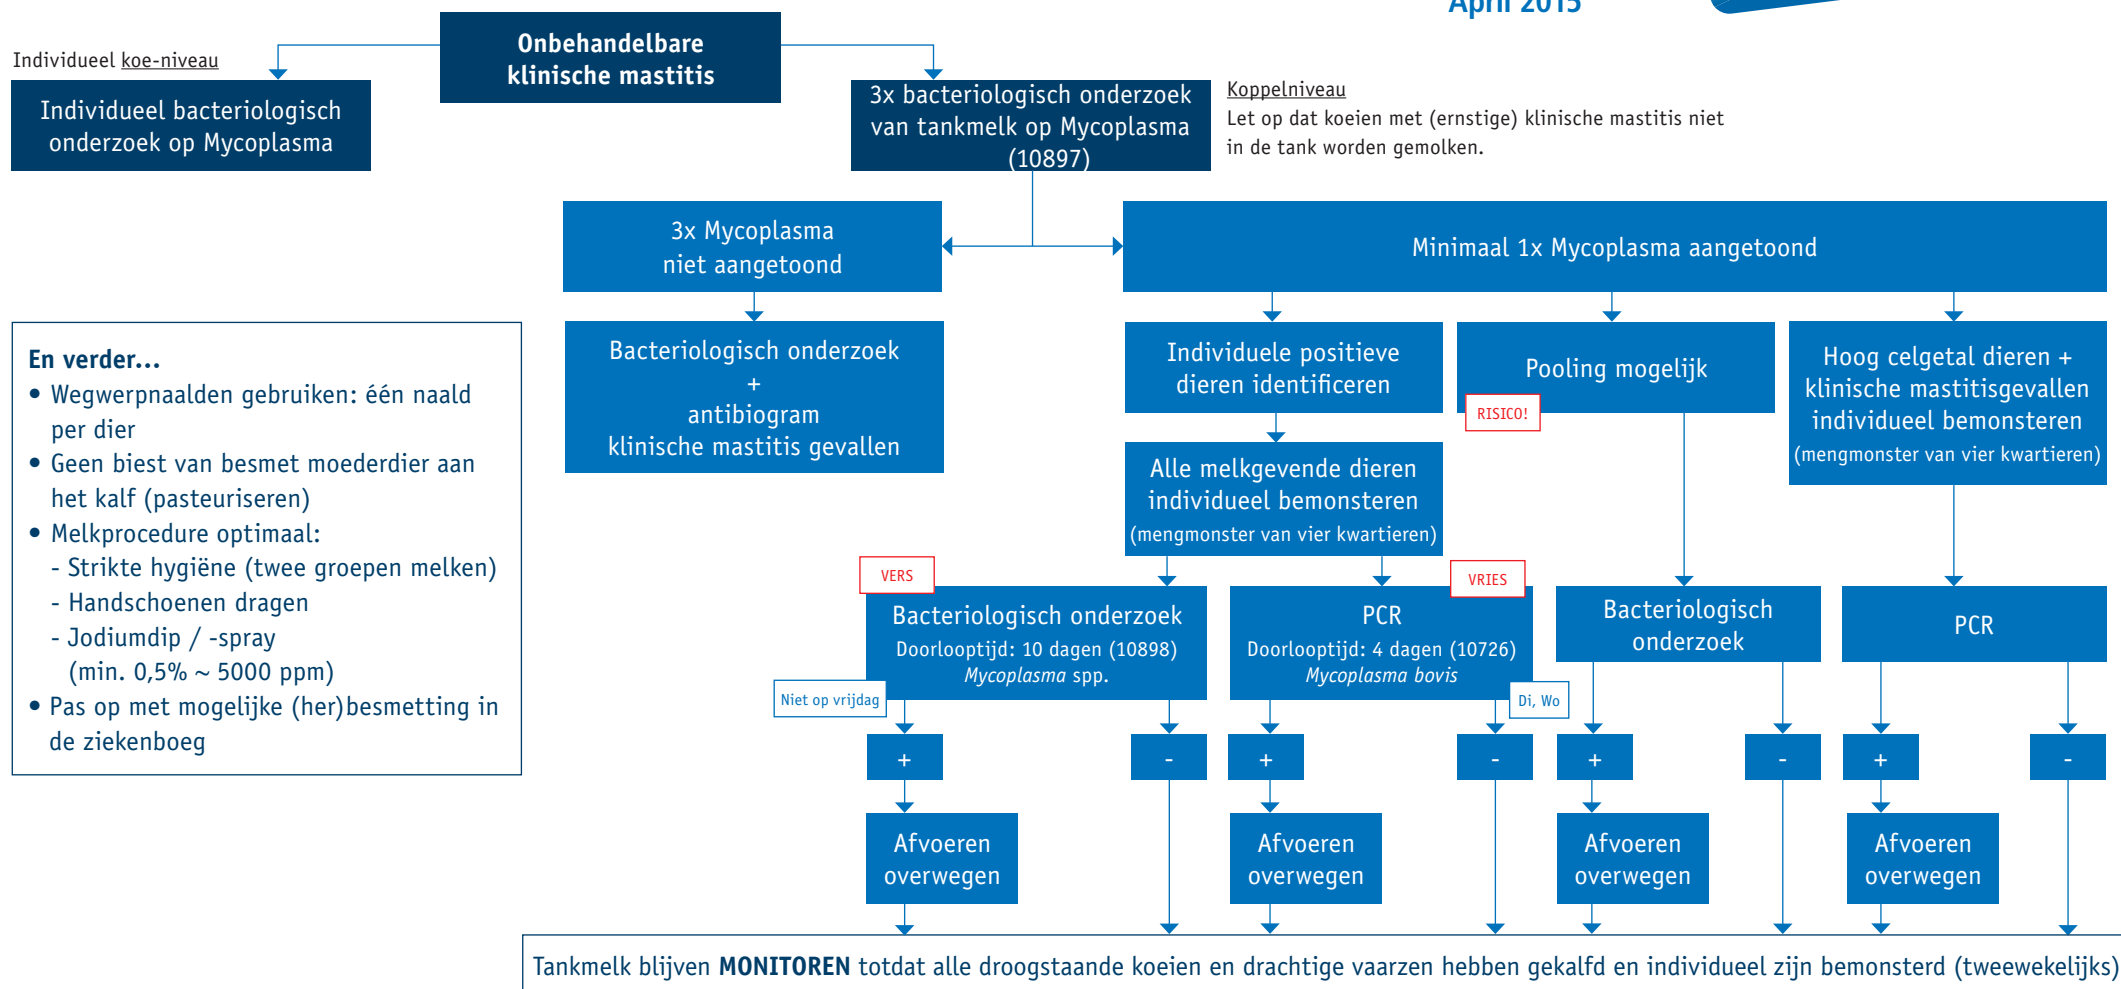 April 2015
Onbehandelbare
klinische mastitis
Individueel koe-niveau
Individueel bacteriologisch
onderzoek op Mycoplasma
3x bacteriologisch onderzoek
van tankmelk op Mycoplasma
(10897)
Koppelniveau
Let op dat koeien met (ernstige) klinische mastitis niet
in de tank worden gemolken.
3x Mycoplasma
niet aangetoond
Minimaal 1x Mycoplasma aangetoond
Bacteriologisch onderzoek
+
antibiogram
klinische mastitis gevallen
Individuele positieve
dieren identificeren
Pooling mogelijk
RISICO!
Hoog celgetal dieren +
klinische mastitisgevallen
individueel bemonsteren
(mengmonster van vier kwartieren)
Alle melkgevende dieren
individueel bemonsteren
(mengmonster van vier kwartieren)
En verder...
• Wegwerpnaalden gebruiken: één naald
per dier
• Geen biest van besmet moederdier aan
het kalf (pasteuriseren)
• Melkprocedure optimaal:
- Strikte hygiëne (twee groepen melken)
- Handschoenen dragen
- Jodiumdip / -spray
(min. 0,5% ~ 5000 ppm)
• Pas op met mogelijke (her)besmetting in
de ziekenboeg
VERS
Bacteriologisch onderzoek
Doorlooptijd: 10 dagen (10898)
Mycoplasma spp.
Niet op vrijdag
VRIES
PCR
Doorlooptijd: 4 dagen (10726)
Mycoplasma bovis
Di, Wo
Bacteriologisch
onderzoek
PCR
+
-
+
-
+
-
+
-
Afvoeren
overwegen
Afvoeren
overwegen
Afvoeren
overwegen
Afvoeren
overwegen
Tankmelk blijven MONITOREN totdat alle droogstaande koeien en drachtige vaarzen hebben gekalfd en individueel zijn bemonsterd (tweewekelijks)